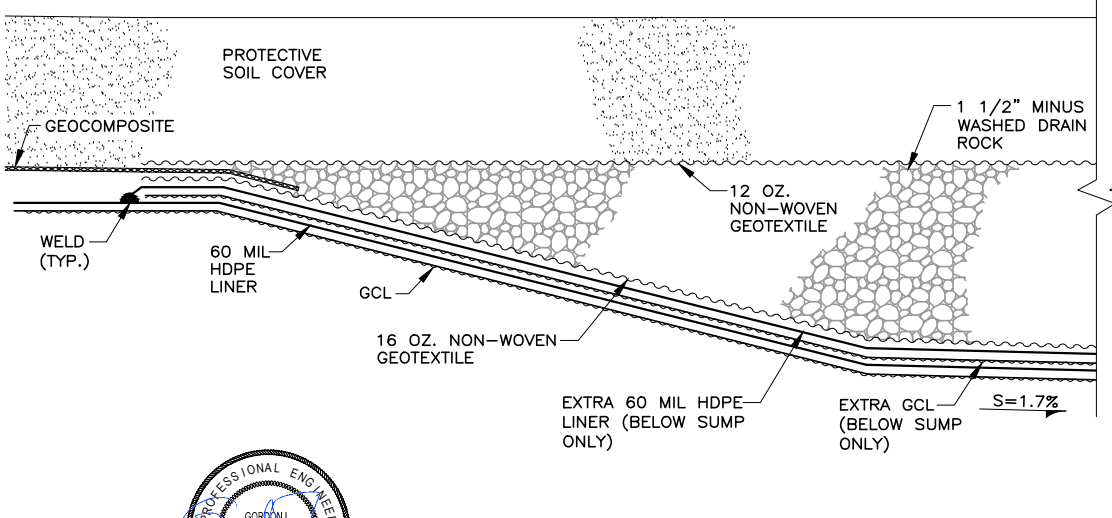 PROTECTIVE
SOIL COVER
GEOCOMPOSITE
1 1/2" MINUS
WASHED DRAIN
ROCK
12 OZ.
NON-WOVEN
GEOTEXTILE
WELD
(TYP.)
60 MIL
HDPE
LINER
GCL
16 OZ. NON-WOVEN
GEOTEXTILE
EXTRA 60 MIL HDPE
LINER (BELOW SUMP
ONLY)
EXTRA GCL
(BELOW SUMP
ONLY)
S=1.7%
PROFESSIONAL ENGINEE
GORDON